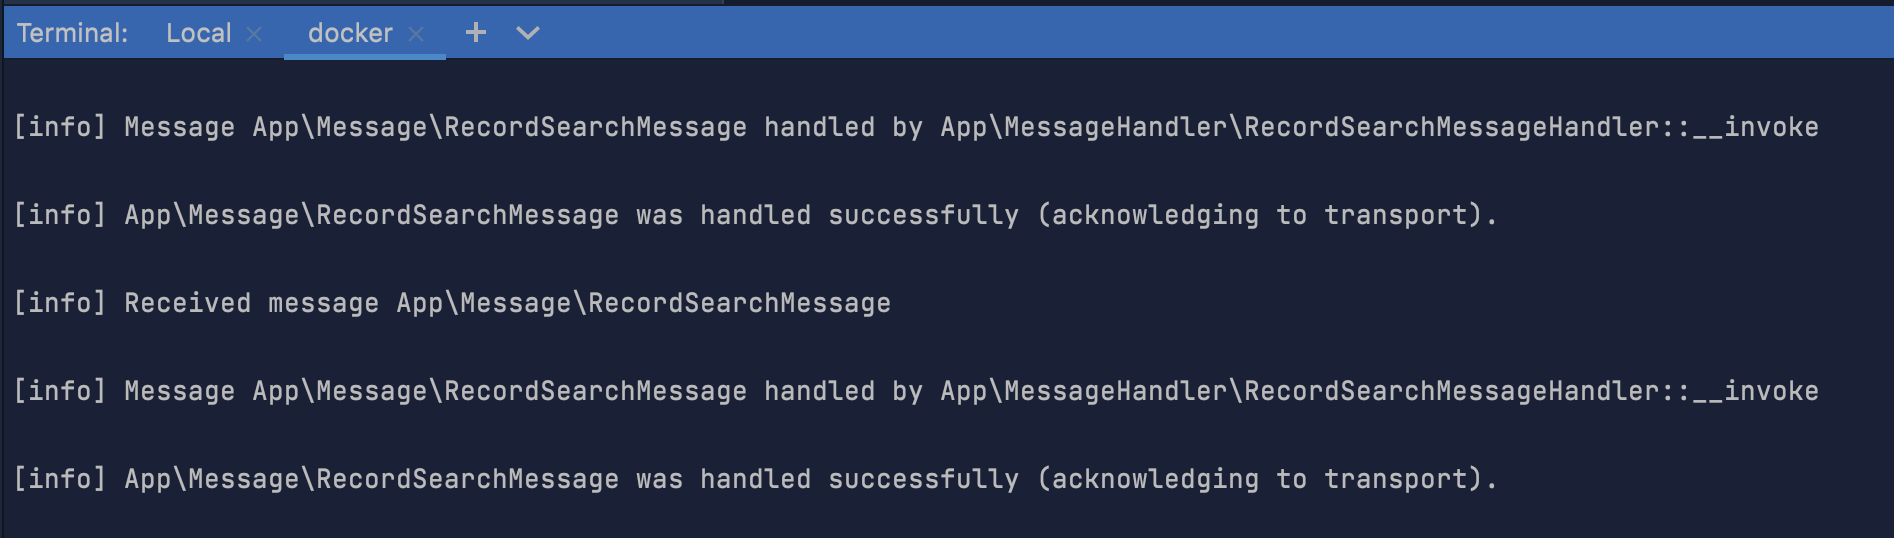 Terminal: Local × docker × +
[info] Message App\Message\RecordSearchMessage handled by App\MessageHandler\RecordSearchMessageHandler::__invoke
[info] App\Message\RecordSearchMessage was handled successfully (acknowledging to transport).
[info] Received message App\Message\RecordSearchMessage
[info] Message App\Message\RecordSearchMessage handled by App\MessageHandler\RecordSearchMessageHandler::__invoke
[info] App\Message\RecordSearchMessage was handled successfully (acknowledging to transport).